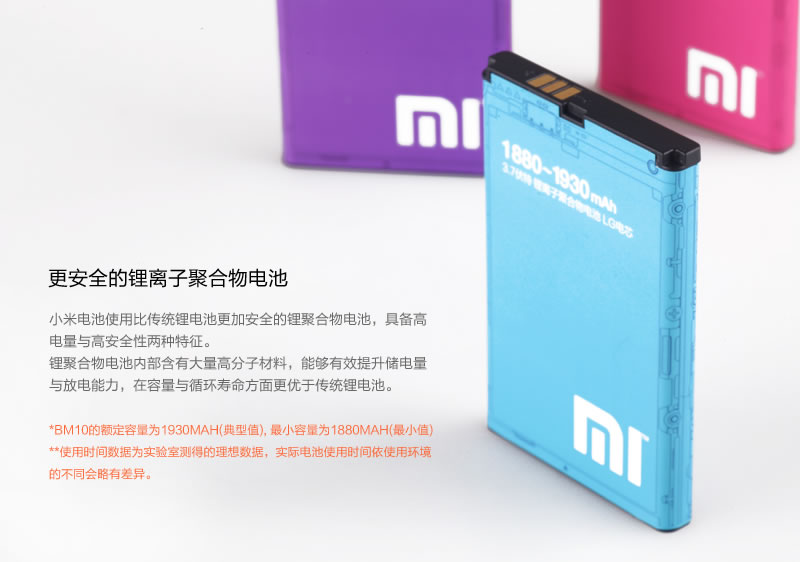 mi
mi
1880~1930 mAh
3.7伏特 锂离子聚合物电池 LG电芯
更安全的锂离子聚合物电池
小米电池使用比传统锂电池更加安全的锂聚合物电池，具备高
电量与高安全性两种特征。
锂聚合物电池内部含有大量高分子材料，能够有效提升储电量
与放电能力，在容量与循环寿命方面更优于传统锂电池。
*BM10的额定容量为1930MAH(典型值), 最小容量为1880MAH(最小值)
**使用时间数据为实验室测得的理想数据，实际电池使用时间依使用环境
的不同会略有差异。
mi